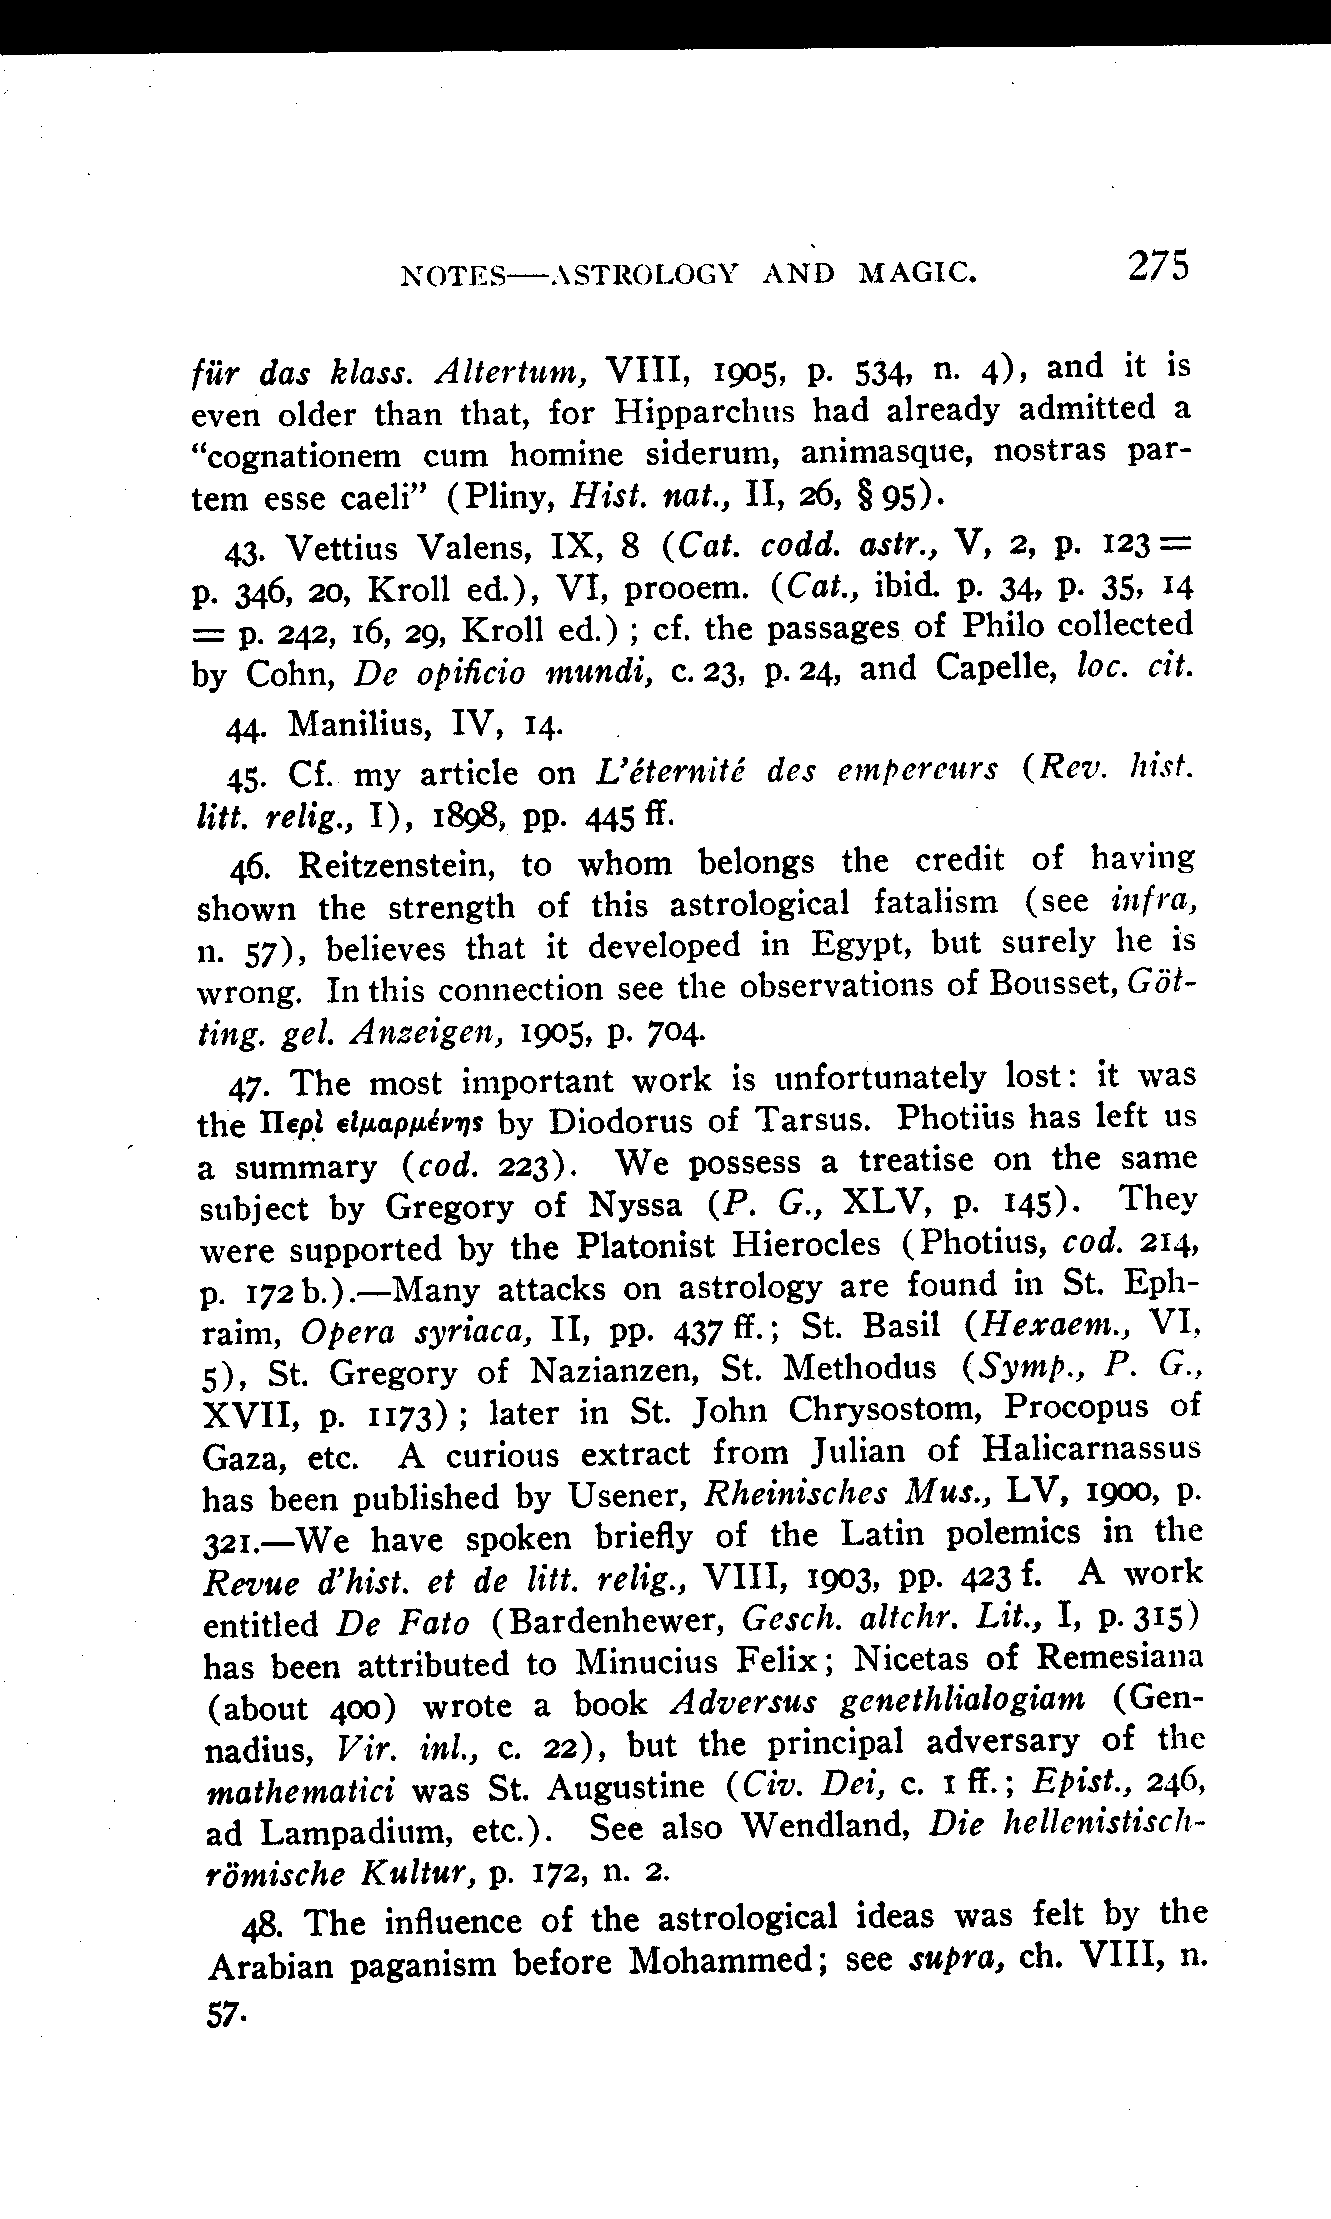 NOTES—ASTROLOGY AND MAGIC. 275
für das klass. Altertum, VIII, 1905, p. 534, n. 4), and it is
even older than that, for Hipparchus had already admitted a
“cognationem cum homine siderum, animasque, nostras par-
tem esse caeli” (Pliny, Hist. nat., II, 26, § 95).
43. Vettius Valens, IX, 8 (Cat. codd. astr., V, 2, p. 123 =
p. 346, 20, Kroll ed.), VI, prooem. (Cat., ibid. p. 34, p. 35, 14
= p. 242, 16, 29, Kroll ed.) ; cf. the passages of Philo collected
by Cohn, De opificio mundi, c. 23, p. 24, and Capelle, loc. cit.
44. Manilius, IV, 14.
45. Cf. my article on L’éternité des empereurs (Rev. hist.
litt. relig., I), 1898, pp. 445 ff.
46. Reitzenstein, to whom belongs the credit of having
shown the strength of this astrological fatalism (see infra,
n. 57), believes that it developed in Egypt, but surely he is
wrong. In this connection see the observations of Bousset, Göt-
ting. gel. Anzeigen, 1905, p. 704.
47. The most important work is unfortunately lost: it was
the Περὶ εἱμαρμένης by Diodorus of Tarsus. Photius has left us
a summary (cod. 223). We possess a treatise on the same
subject by Gregory of Nyssa (P. G., XLV, p. 145). They
were supported by the Platonist Hierocles (Photius, cod. 214,
p. 172 b.).—Many attacks on astrology are found in St. Eph-
raim, Opera syriaca, II, pp. 437 ff.; St. Basil (Hexaem., VI,
5), St. Gregory of Nazianzen, St. Methodus (Symp., P. G.,
XVII, p. 1173) ; later in St. John Chrysostom, Procopus of
Gaza, etc. A curious extract from Julian of Halicarnassus
has been published by Usener, Rheinisches Mus., LV, 1900, p.
321.—We have spoken briefly of the Latin polemics in the
Revue d’hist. et de litt. relig., VIII, 1903, pp. 423 f. A work
entitled De Fato (Bardenhewer, Gesch. altchr. Lit., I, p. 315)
has been attributed to Minucius Felix; Nicetas of Remesiana
(about 400) wrote a book Adversus genethlialogiam (Gen-
nadius, Vir. inl., c. 22), but the principal adversary of the
mathematici was St. Augustine (Civ. Dei, c. 1 ff.; Epist., 246,
ad Lampadium, etc.). See also Wendland, Die hellenistisch-
römische Kultur, p. 172, n. 2.
48. The influence of the astrological ideas was felt by the
Arabian paganism before Mohammed; see supra, ch. VIII, n.
57.